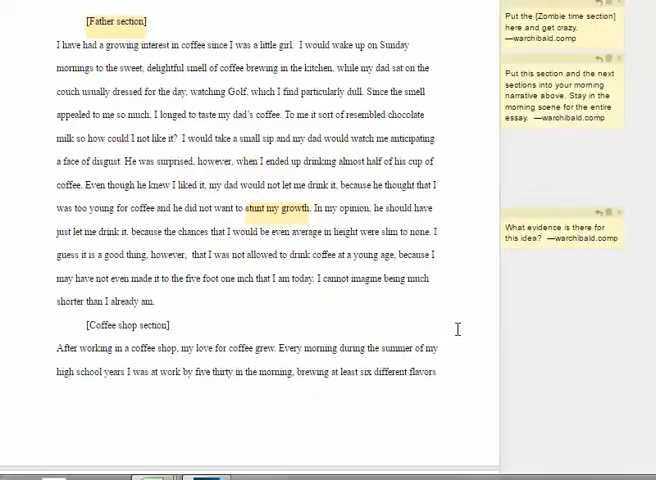 [Father section]
I have had a growing interest in coffee since I was a little girl.  I would wake up on Sunday
mornings to the sweet, delightful smell of coffee brewing in the kitchen, while my dad sat on the
couch usually dressed for the day, watching Golf, which I find particularly dull. Since the smell
appealed to me so much, I longed to taste my dad's coffee. To me it sort of resembled chocolate
milk so how could I not like it?  I would take a small sip and my dad would watch me anticipating
a face of disgust. He was surprised, however, when I ended up drinking almost half of his cup of
coffee. Even though he knew I liked it, my dad would not let me drink it, because he thought that I
was too young for coffee and he did not want to stunt my growth. In my opinion, he should have
just let me drink it, because the chances that I would be even average in height were slim to none. I
guess it is a good thing, however,  that I was not allowed to drink coffee at a young age, because I
may have not even made it to the five foot one inch that I am today. I cannot imagine being much
shorter than I already am.
[Coffee shop section]
After working in a coffee shop, my love for coffee grew. Every morning during the summer of my
high school years I was at work by five thirty in the morning, brewing at least six different flavors
Put the [Zombie time section]
here and get crazy.
—warchibald.comp
Put this section and the next
sections into your morning
narrative above. Stay in the
morning scene for the entire
essay.  —warchibald.comp
What evidence is there for
this idea?  —warchibald.comp